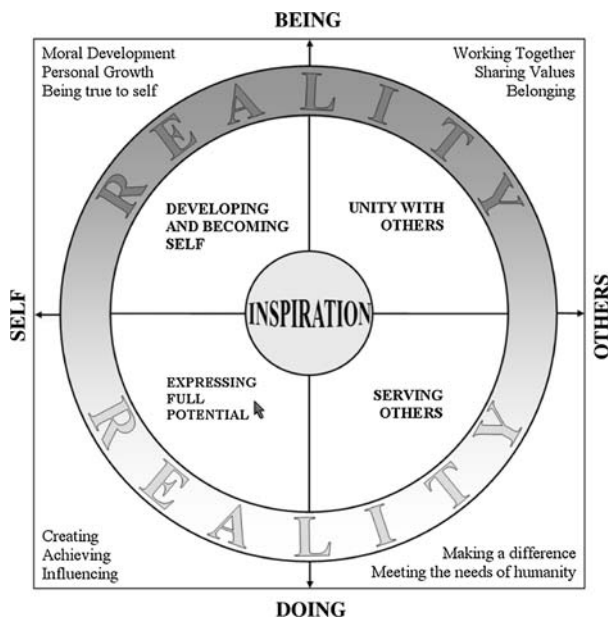 BEING
Moral Development
Personal Growth
Being true to self
Working Together
Sharing Values
Belonging
REALITY
DEVELOPING
AND BECOMING
SELF
UNITY WITH
OTHERS
SELF
INSPIRATION
OTHERS
EXPRESSING
FULL
POTENTIAL
SERVING
OTHERS
REALITY
Creating
Achieving
Influencing
Making a difference
Meeting the needs of humanity
DOING